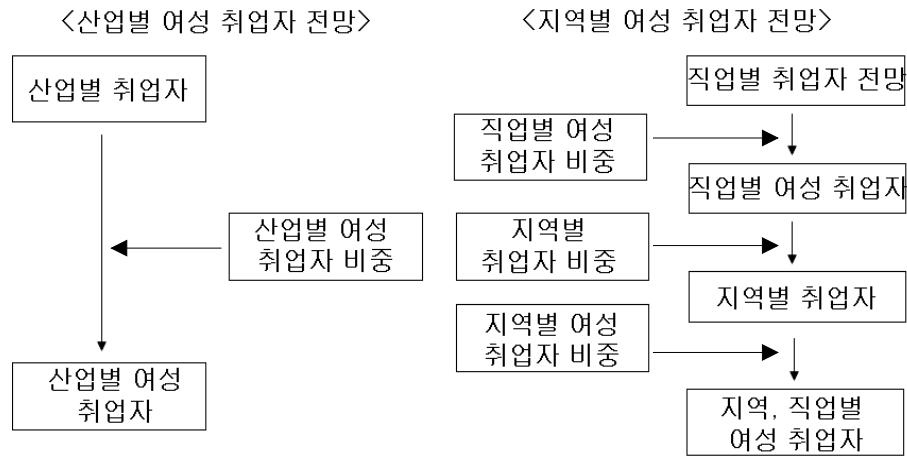 <산업별 여성 취업자 전망>
산업별 취업자
산업별 여성
취업자 비중
산업별 여성
취업자
<지역별 여성 취업자 전망>
직업별 취업자 전망
직업별 여성
취업자 비중
직업별 여성 취업자
지역별
취업자 비중
지역별 취업자
지역별 여성
취업자 비중
지역, 직업별
여성 취업자